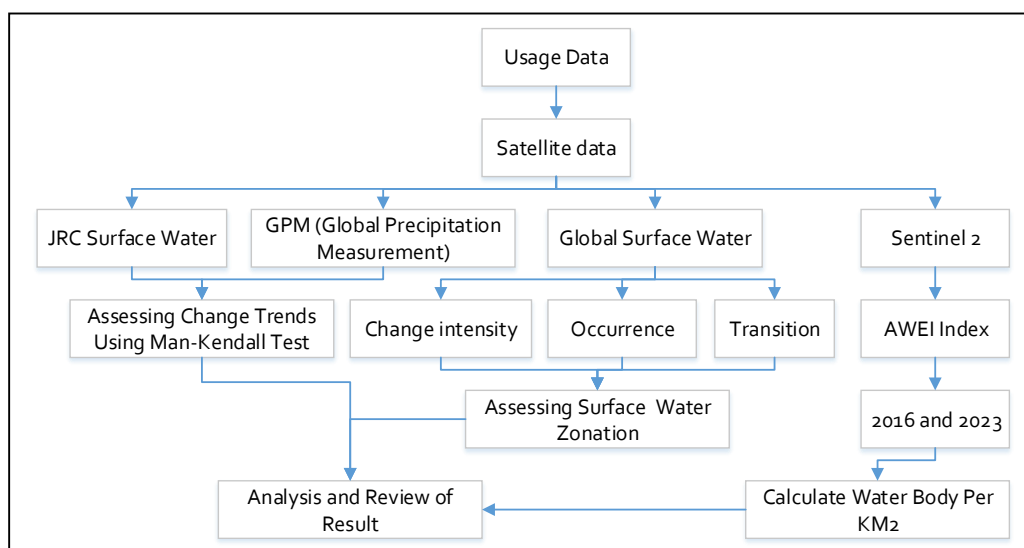 Usage Data
Satellite data
JRC Surface Water
GPM (Global Precipitation
Measurement)
Global Surface Water
Sentinel 2
Assessing Change Trends
Using Man-Kendall Test
Change intensity
Occurrence
Transition
AWEI Index
Assessing Surface Water
Zonation
2016 and 2023
Analysis and Review of
Result
Calculate Water Body Per
KM2